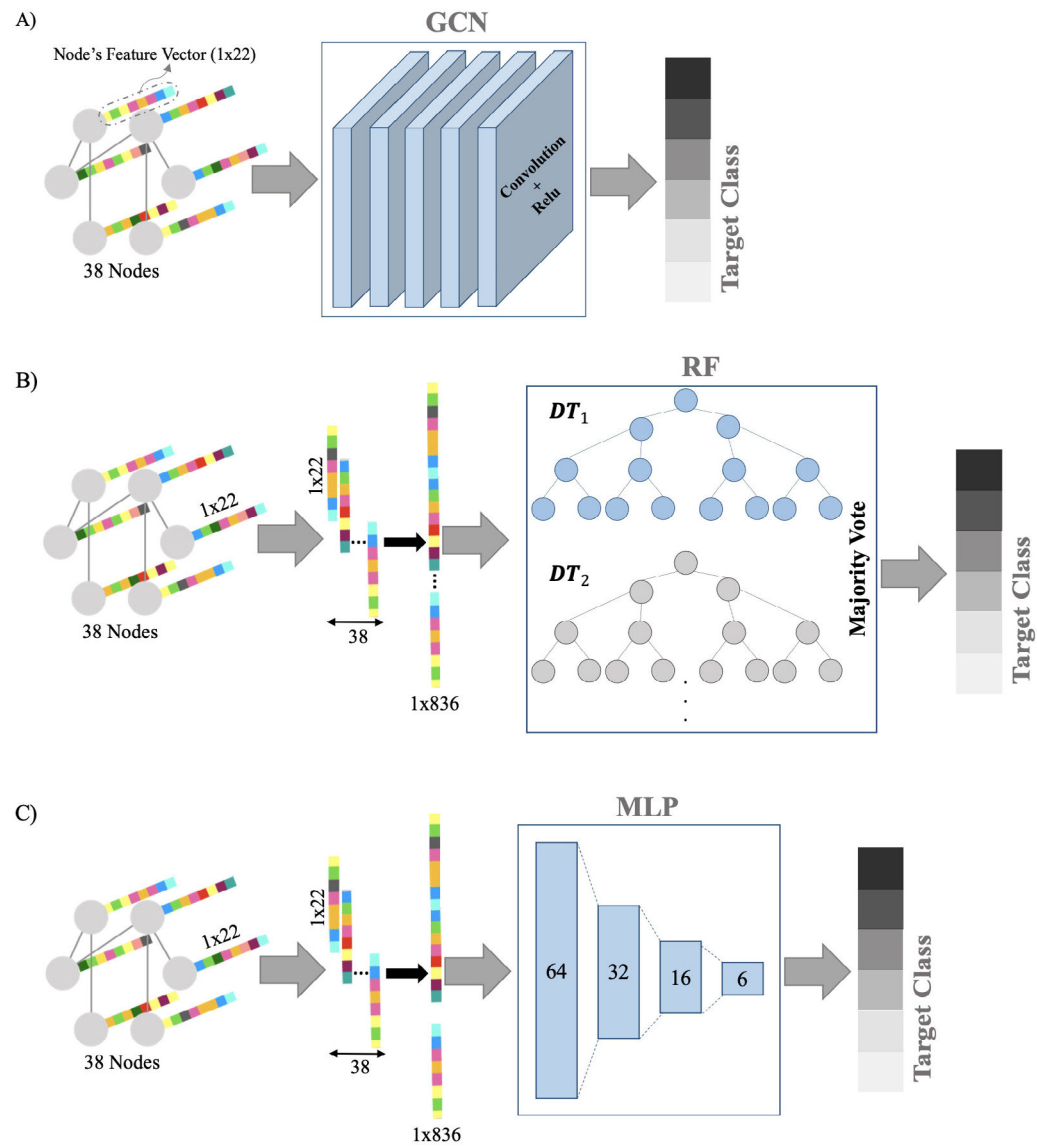 A)
GCN
Node's Feature Vector (1x22)
Convolution
+
Relu
Target Class
38 Nodes
B)
RF
DT1
1x22
1x22
DT2
Majority Vote
Target Class
38 Nodes
38
1x836
C)
MLP
1x22
1x22
64
32
16
6
Target Class
38 Nodes
38
1x836